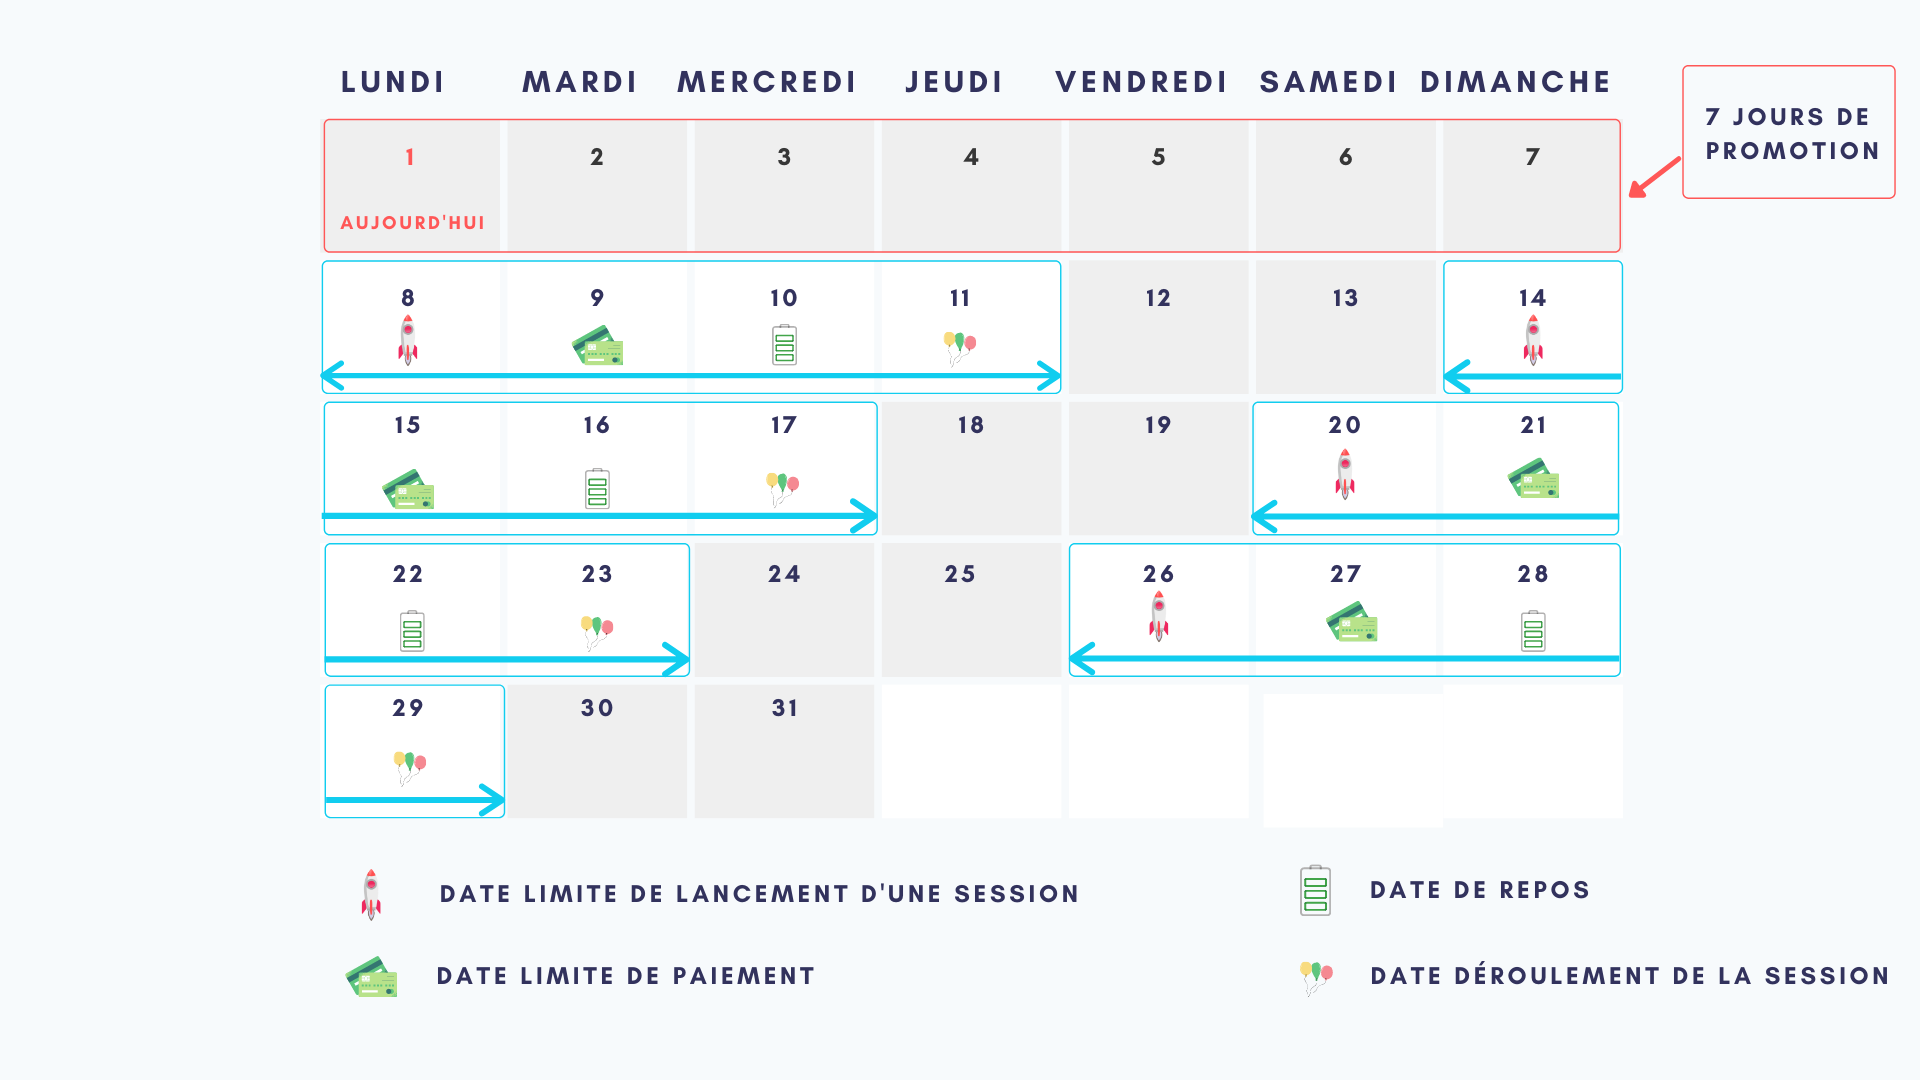 LUNDI MARDI MERCREDI JEUDI VENDREDI SAMEDI DIMANCHE
7 JOURS DE
PROMOTION
1 2 3 4 5 6 7
AUJOURD'HUI
8 9 10 11 12 13 14
15 16 17 18 19 20 21
22 23 24 25 26 27 28
29 30 31
DATE LIMITE DE LANCEMENT D'UNE SESSION
DATE DE REPOS
DATE LIMITE DE PAIEMENT
DATE DÉROULEMENT DE LA SESSION